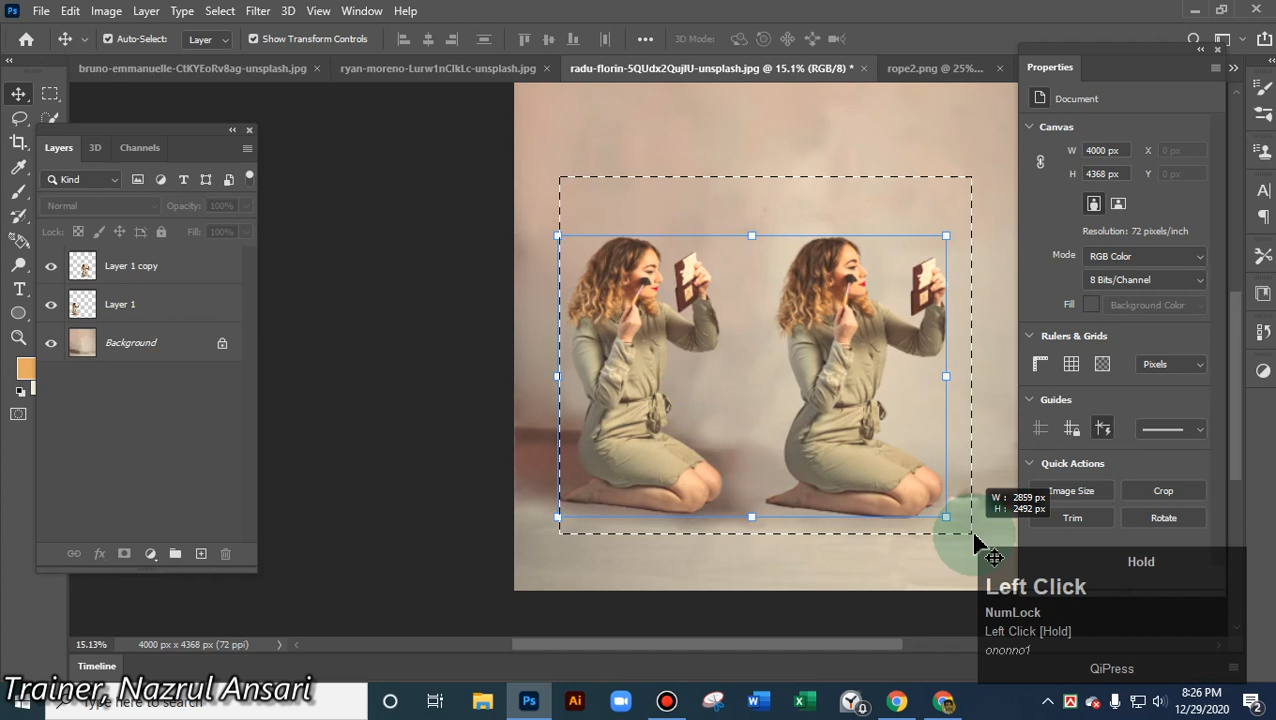 Ps File Edit Image Layer Type Select Filter 3D View Window Help
Auto-Select: Layer Show Transform Controls 3D Mode:
bruno-emmanuelle-CtKYEoRv8ag-unsplash.jpg ryan-moreno-Lurw1nClkLc-unsplash.jpg radu-florin-5QUdx2QujIU-unsplash.jpg @ 15.1% (RGB/8) * rope2.png @ 25%...
Properties
Document
Canvas
W 4000 px X 0 px
H 4368 px Y 0 px
Resolution: 72 pixels/inch
Mode RGB Color
8 Bits/Channel
Fill Background Color
Rulers & Grids
Pixels
Guides
Quick Actions
Image Size Crop
Trim Rotate
Layers 3D Channels
Kind
Normal Opacity: 100%
Lock: Fill: 100%
Layer 1 copy
Layer 1
Background
fx
W : 2859 px
H : 2492 px
Hold
Left Click
NumLock
Left Click [Hold]
ononno1
QiPress
15.13% 4000 px x 4368 px (72 ppi)
Timeline
Trainer, Nazrul Ansari
Type here to search
Ps Ai
8:26 PM
12/29/2020
2